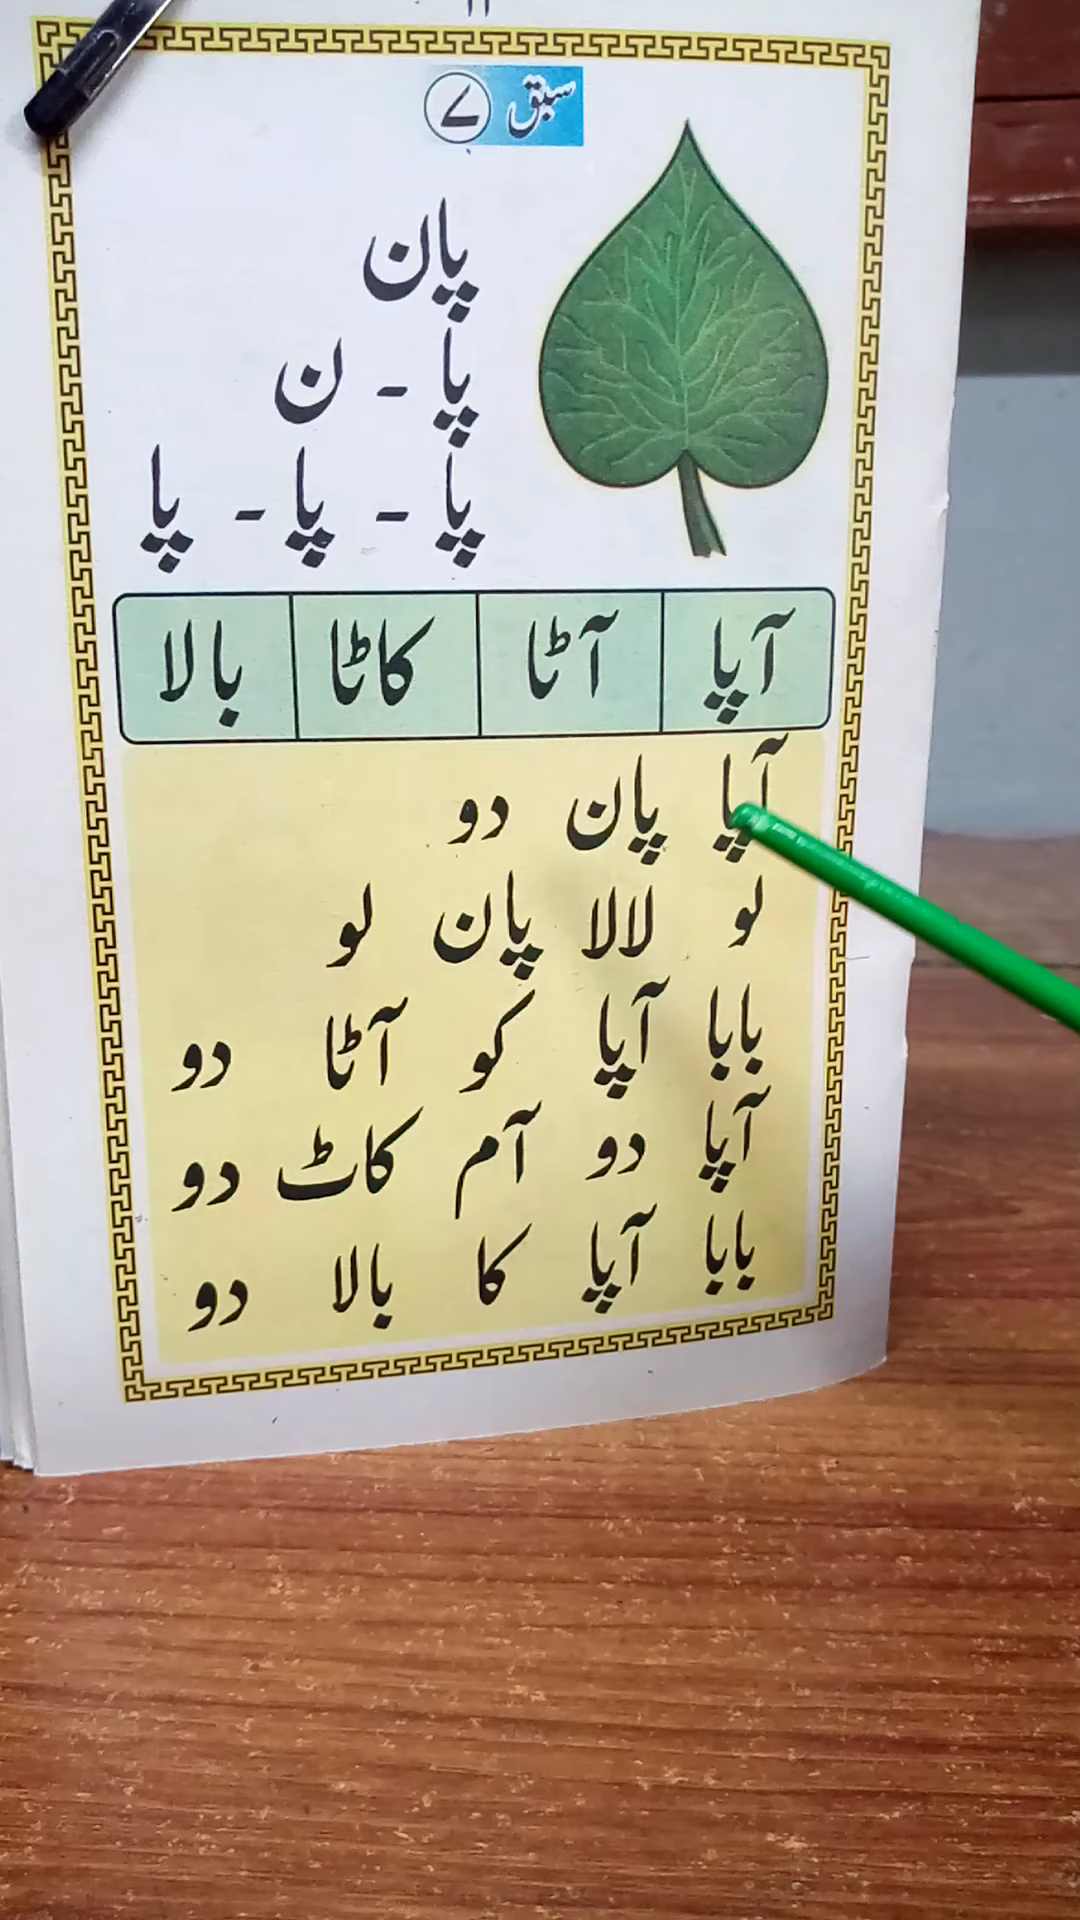 ۱۱
سبق ۷
پان
پا - ن
پا - پا - پا
آپا آٹا کاٹا بالا
آپا پان دو
لو لالا پان لو
بابا آپا کو آٹا دو
آپا دو آم کاٹ دو
بابا آپا کا بالا دو